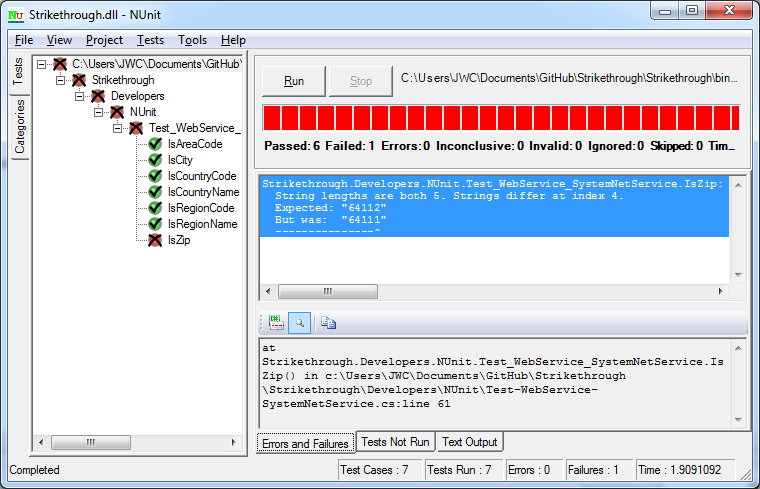 Strikethrough.dll - NUnit
File View Project Tests Tools Help
Tests
Categories
C:\Users\JWC\Documents\GitHub\
Strikethrough
Developers
NUnit
Test_WebService_
IsAreaCode
IsCity
IsCountryCode
IsCountryName
IsRegionCode
IsRegionName
IsZip
Run Stop C:\Users\JWC\Documents\GitHub\Strikethrough\Strikethrough\bin...
Passed: 6 Failed: 1 Errors: 0 Inconclusive: 0 Invalid: 0 Ignored: 0 Skipped: 0 Tim...
Strikethrough.Developers.NUnit.Test_WebService_SystemNetService.IsZip:
String lengths are both 5. Strings differ at index 4.
Expected: "64112"
But was: "64111"
---------------^
at
Strikethrough.Developers.NUnit.Test_WebService_SystemNetService.Is
Zip() in c:\Users\JWC\Documents\GitHub\Strikethrough
\Strikethrough\Developers\NUnit\Test-WebService-
SystemNetService.cs:line 61
Errors and Failures Tests Not Run Text Output
Completed Test Cases : 7 Tests Run : 7 Errors : 0 Failures : 1 Time : 1.9091092